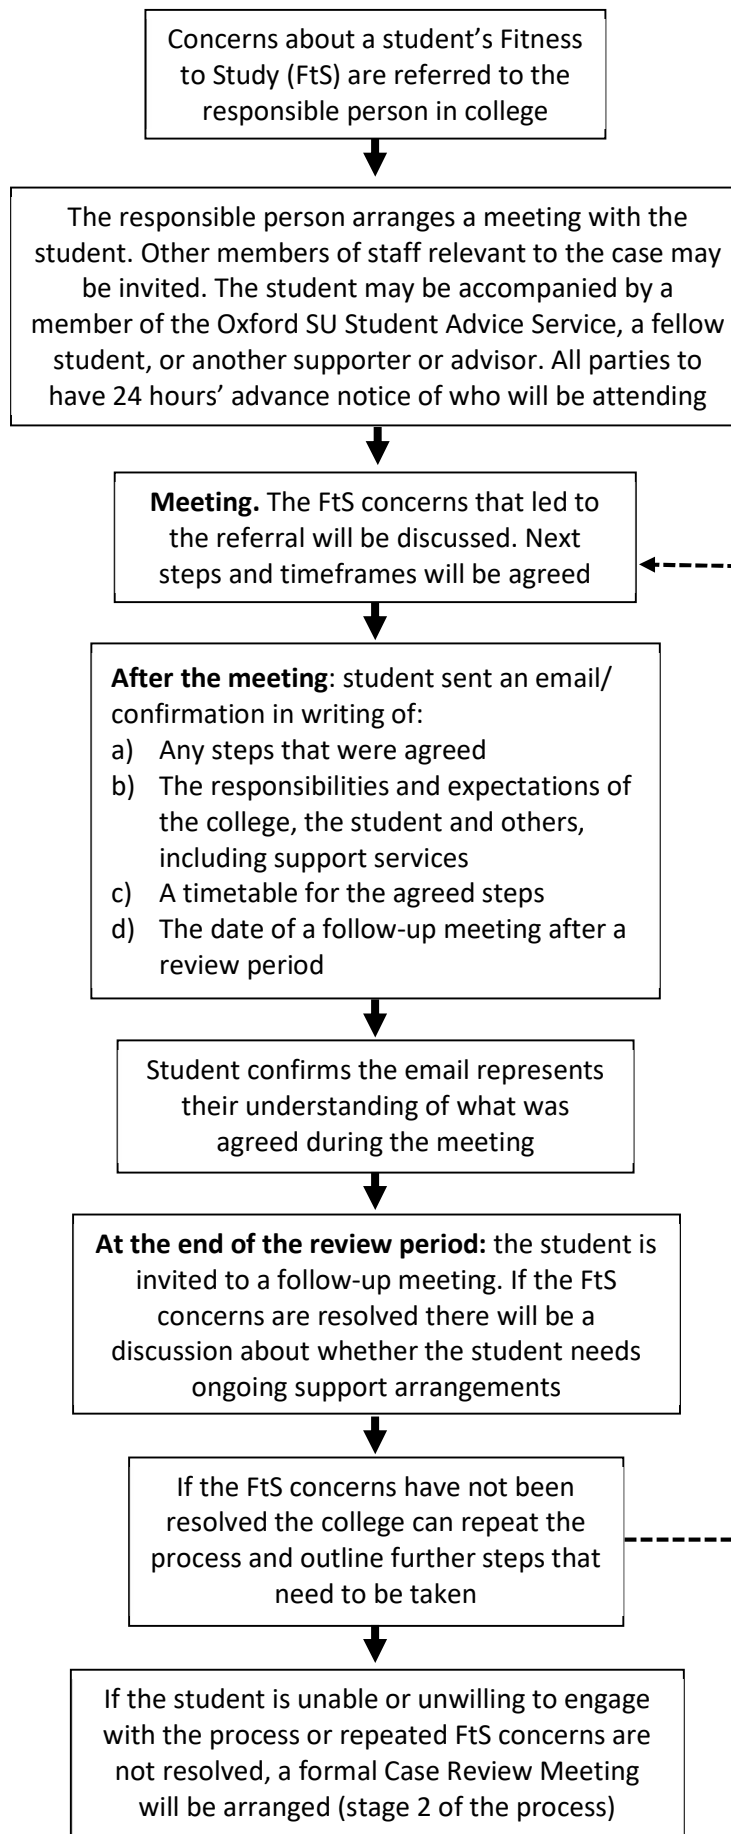 Concerns about a student’s Fitness
to Study (FtS) are referred to the
responsible person in college
The responsible person arranges a meeting with the
student. Other members of staff relevant to the case may
be invited. The student may be accompanied by a
member of the Oxford SU Student Advice Service, a fellow
student, or another supporter or advisor. All parties to
have 24 hours’ advance notice of who will be attending
Meeting. The FtS concerns that led to
the referral will be discussed. Next
steps and timeframes will be agreed
After the meeting: student sent an email/
confirmation in writing of:
a) Any steps that were agreed
b) The responsibilities and expectations of
the college, the student and others,
including support services
c) A timetable for the agreed steps
d) The date of a follow-up meeting after a
review period
Student confirms the email represents
their understanding of what was
agreed during the meeting
At the end of the review period: the student is
invited to a follow-up meeting. If the FtS
concerns are resolved there will be a
discussion about whether the student needs
ongoing support arrangements
If the FtS concerns have not been
resolved the college can repeat the
process and outline further steps that
need to be taken
If the student is unable or unwilling to engage
with the process or repeated FtS concerns are
not resolved, a formal Case Review Meeting
will be arranged (stage 2 of the process)